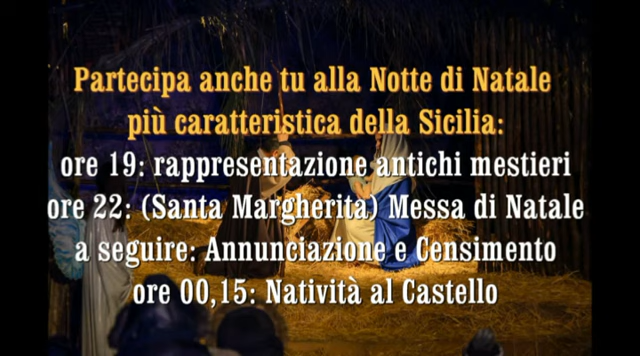 Partecipa anche tu alla Notte di Natale
più caratteristica della Sicilia:
ore 19: rappresentazione antichi mestieri
ore 22: (Santa Margherita) Messa di Natale
a seguire: Annunciazione e Censimento
ore 00,15: Natività al Castello